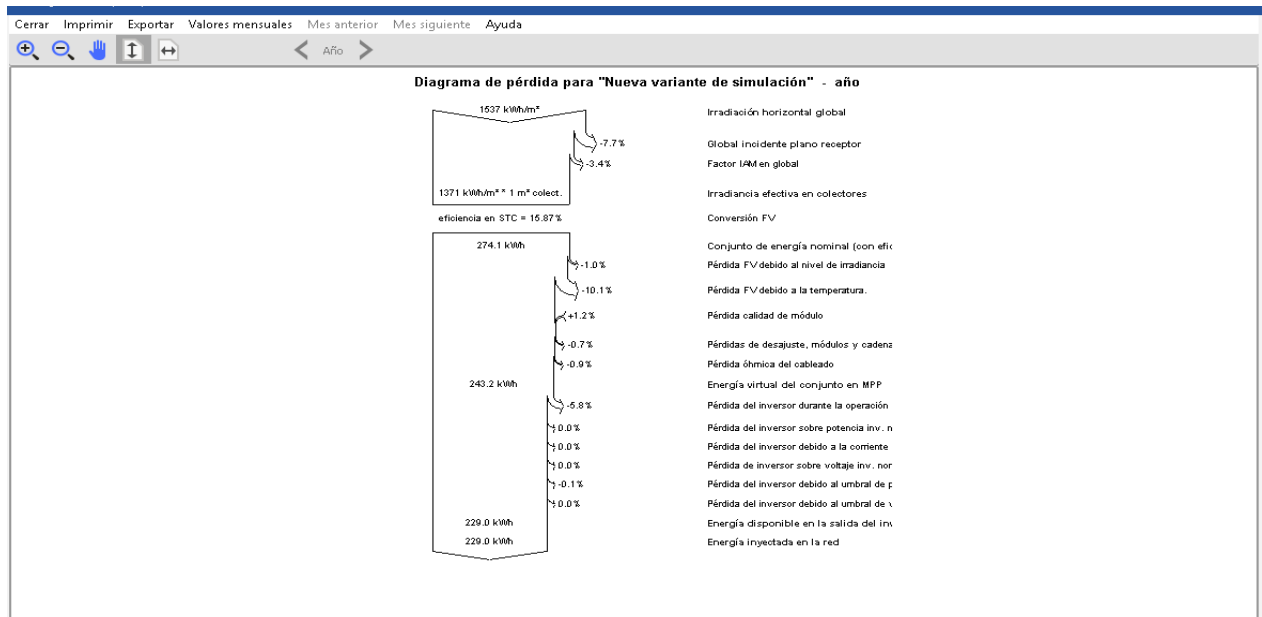 Cerrar Imprimir Exportar Valores mensuales Mes anterior Mes siguiente Ayuda
Año
Diagrama de pérdida para "Nueva variante de simulación" - año
1537 kWh/m² Irradiación horizontal global
-7.7% Global incidente plano receptor
-3.4% Factor IAM en global
1371 kWh/m² * 1 m² colect. Irradiancia efectiva en colectores
eficiencia en STC = 15.87% Conversión FV
274.1 kWh Conjunto de energía nominal (con efic
-1.0% Pérdida FV debido al nivel de irradiancia
-10.1% Pérdida FV debido a la temperatura.
+1.2% Pérdida calidad de módulo
-0.7% Pérdidas de desajuste, módulos y cadena
-0.9% Pérdida óhmica del cableado
243.2 kWh Energía virtual del conjunto en MPP
-5.8% Pérdida del inversor durante la operación
0.0% Pérdida del inversor sobre potencia inv. n
0.0% Pérdida del inversor debido a la corriente
0.0% Pérdida de inversor sobre voltaje inv. nor
-0.1% Pérdida del inversor debido al umbral de p
0.0% Pérdida del inversor debido al umbral de v
229.0 kWh Energía disponible en la salida del inv
229.0 kWh Energía inyectada en la red